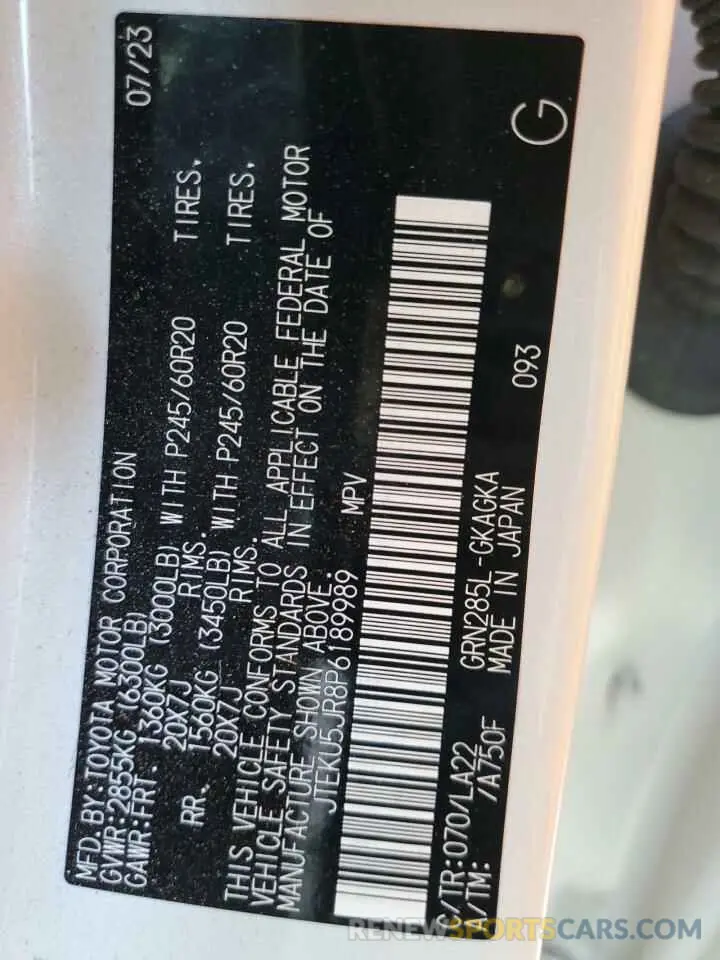 MFD. BY: TOYOTA MOTOR CORPORATION 07/23
GVWR: 2855KG (6300LB)
GAWR: FRT. 1360KG (3000LB) WITH P245/60R20 TIRES,
20X7J RIMS.
RR. 1560KG (3450LB) WITH P245/60R20 TIRES,
20X7J RIMS.
THIS VEHICLE CONFORMS TO ALL APPLICABLE FEDERAL MOTOR
VEHICLE SAFETY STANDARDS IN EFFECT ON THE DATE OF
MANUFACTURE SHOWN ABOVE.
JTEKU5JR8P6189989 MPV
C/TR: 070/LA22 GRN285L-GKAGKA 093 G
A/TM: /A750F MADE IN JAPAN
RENEWSPORTSCARS.COM